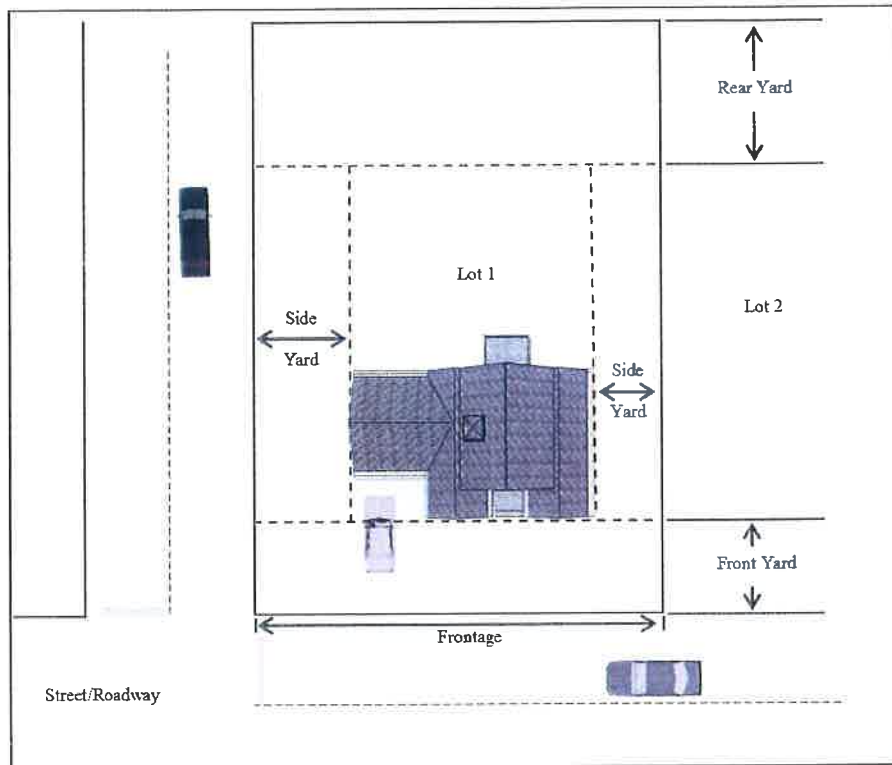 Rear Yard
Lot 1
Lot 2
Side
Yard
Side
Yard
Front Yard
Frontage
Street/Roadway